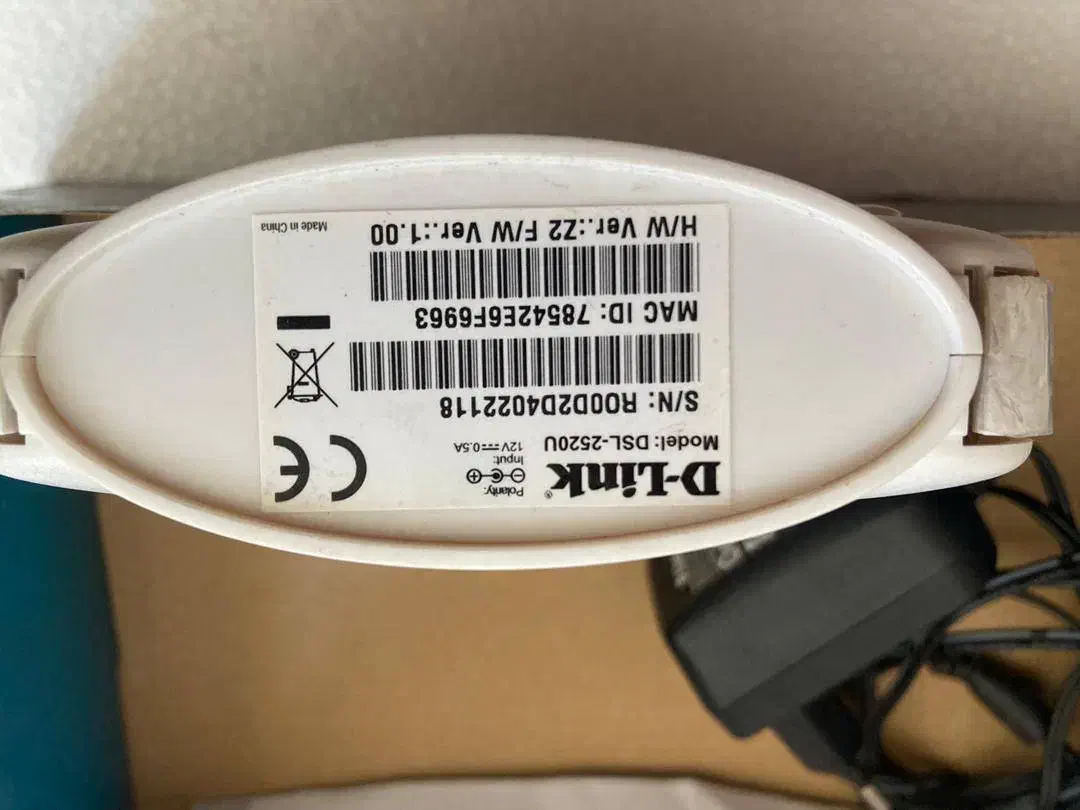 D-Link®
Polarity:
Model: DSL-2520U
Input:
12V⎓0.5A
CE
S/N: R00D2D4022118
MAC ID: 78542E6F6963
H/W Ver.:Z2 F/W Ver.:1.00
Made in China